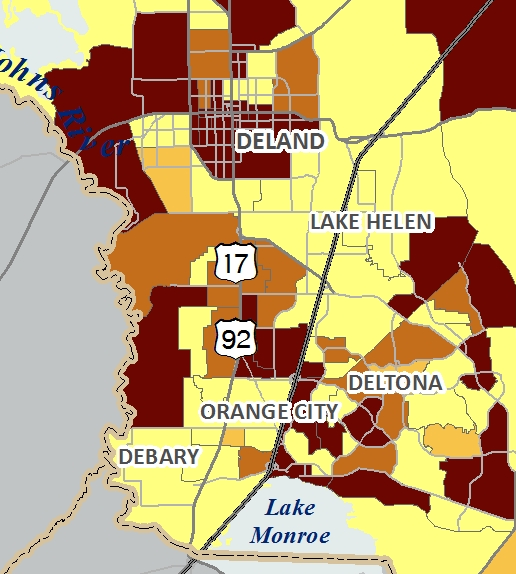 Johns River
DELAND
LAKE HELEN
17
92
DELTONA
ORANGE CITY
DEBARY
Lake
Monroe